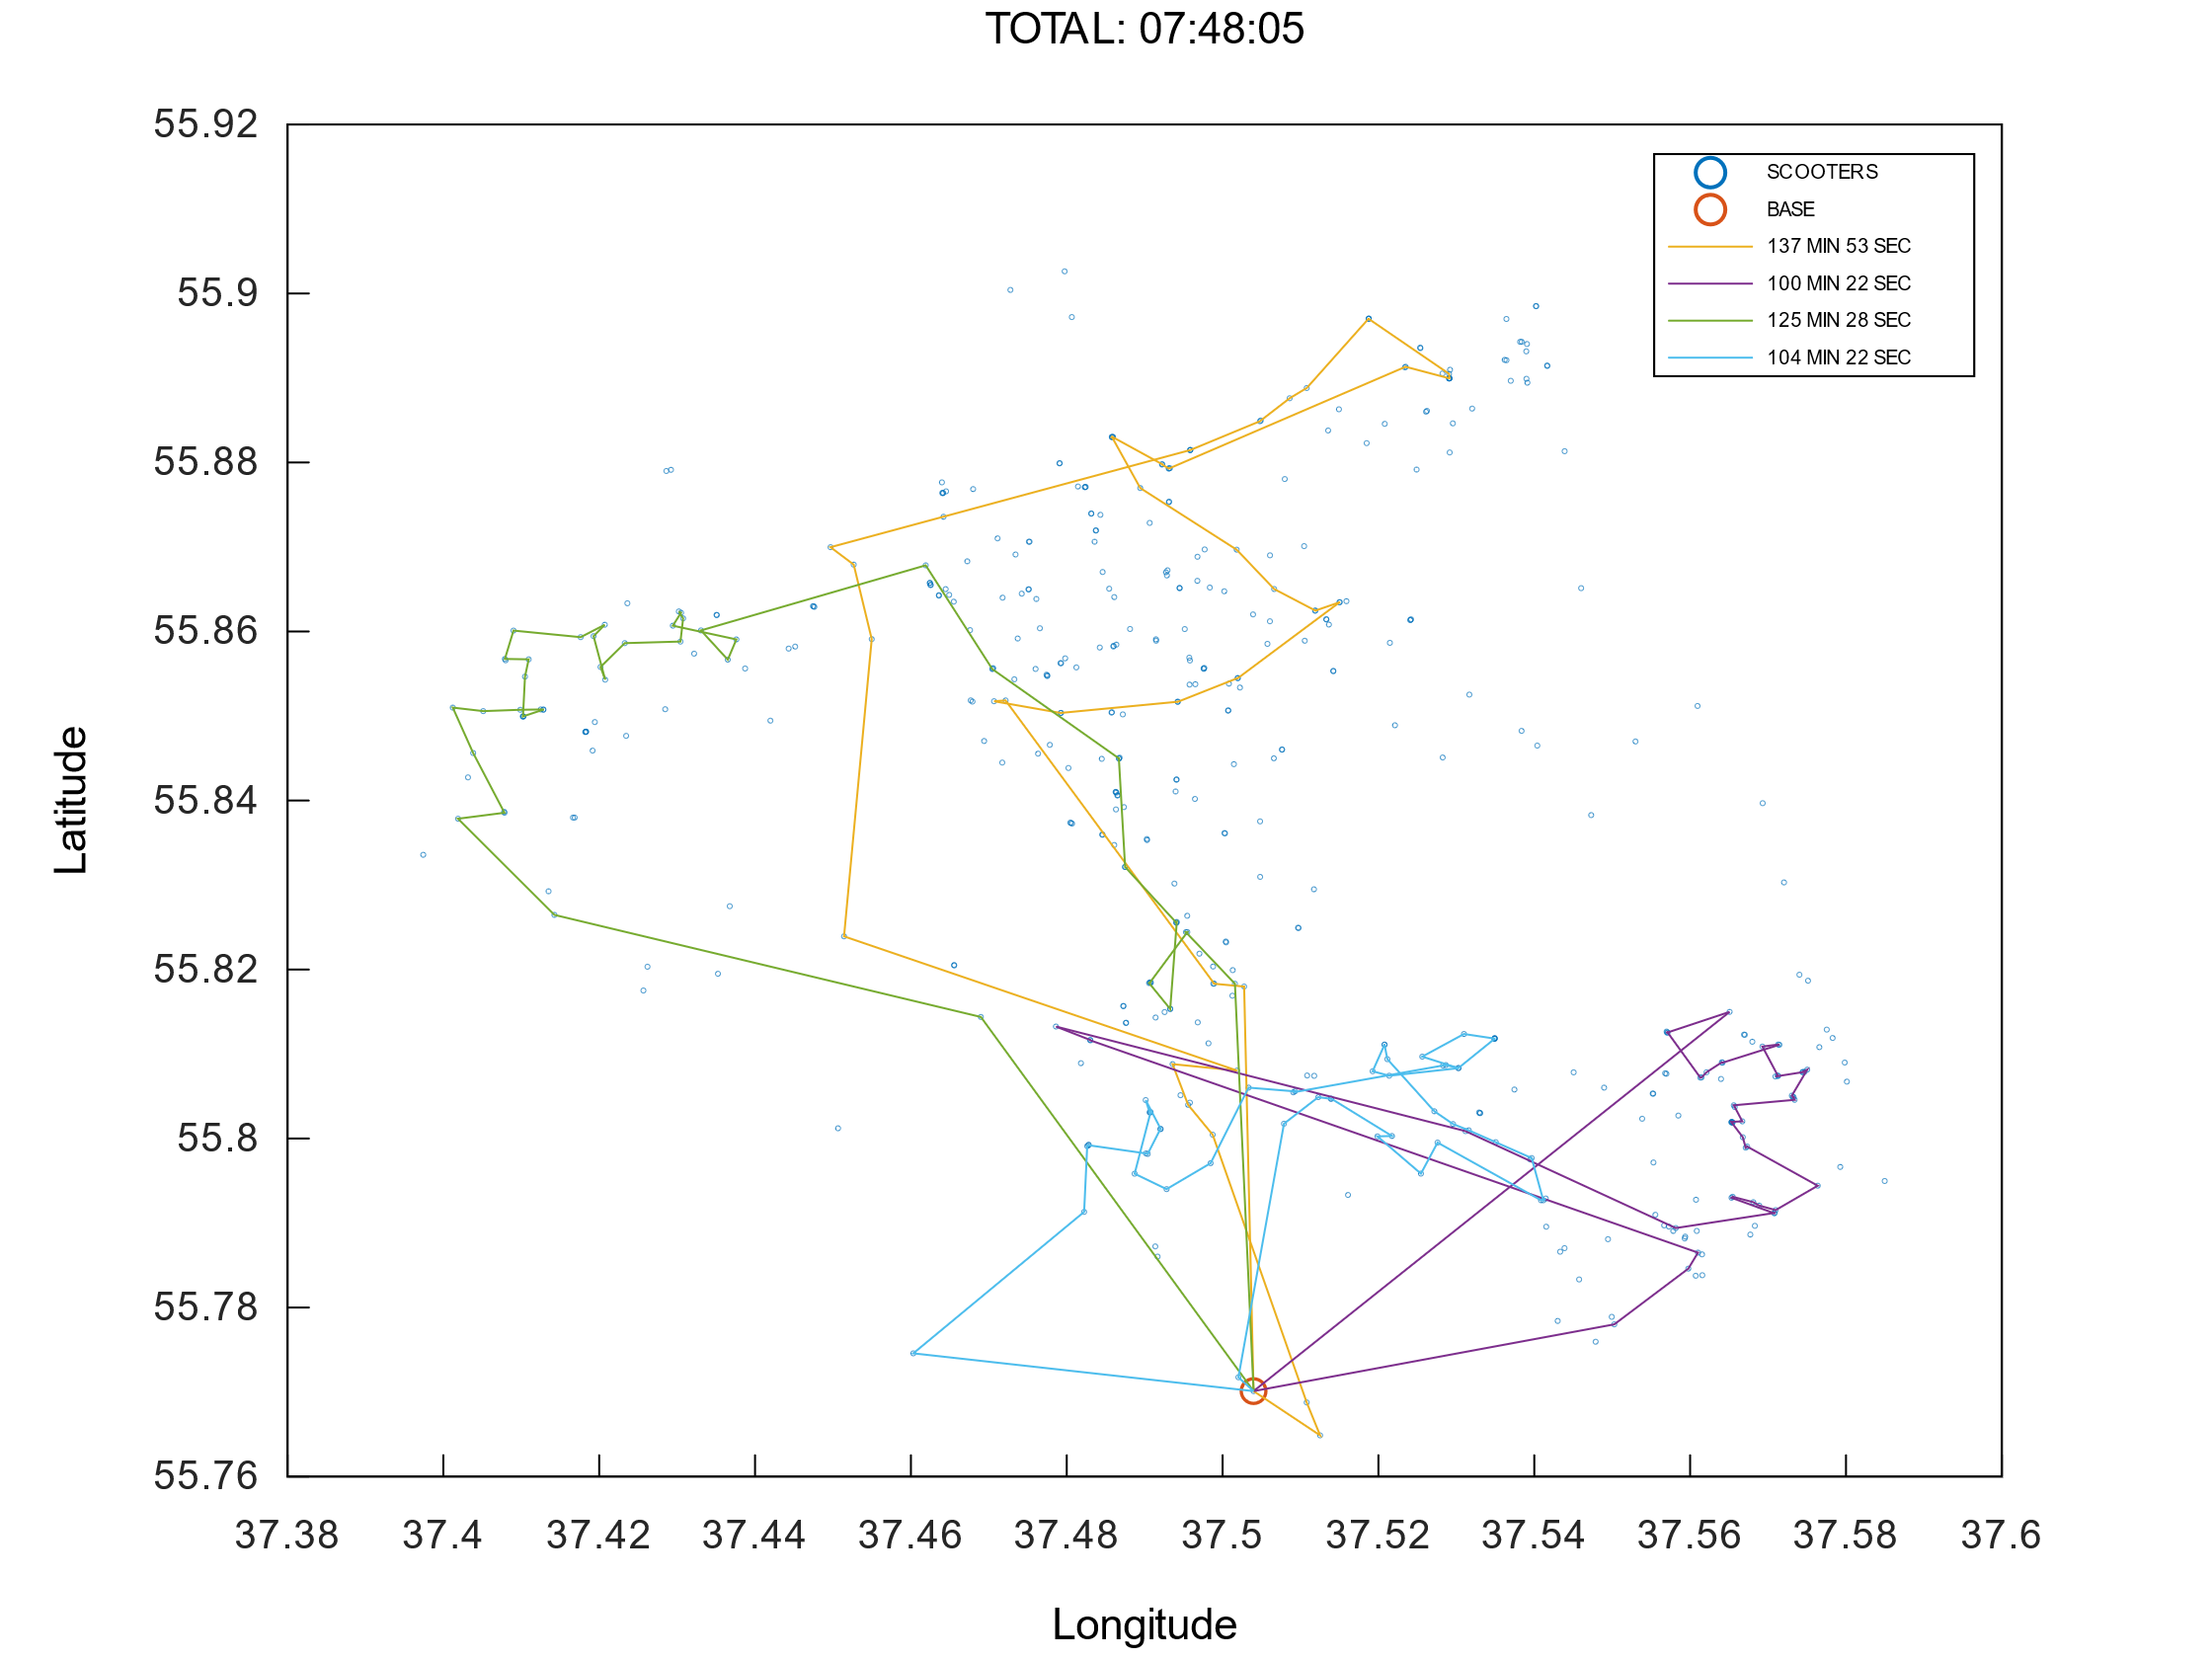 TOTAL: 07:48:05
SCOOTERS
BASE
137 MIN 53 SEC
100 MIN 22 SEC
125 MIN 28 SEC
104 MIN 22 SEC
55.92
55.9
55.88
55.86
55.84
55.82
55.8
55.78
55.76
Latitude
37.38 37.4 37.42 37.44 37.46 37.48 37.5 37.52 37.54 37.56 37.58 37.6
Longitude